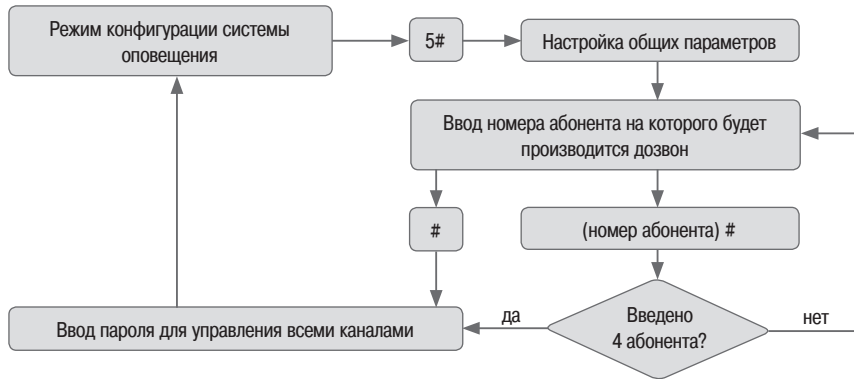 Режим конфигурации системы
оповещения
5#
Настройка общих параметров
Ввод номера абонента на которого будет
производится дозвон
#
(номер абонента) #
Ввод пароля для управления всеми каналами
да
Введено
4 абонента?
нет